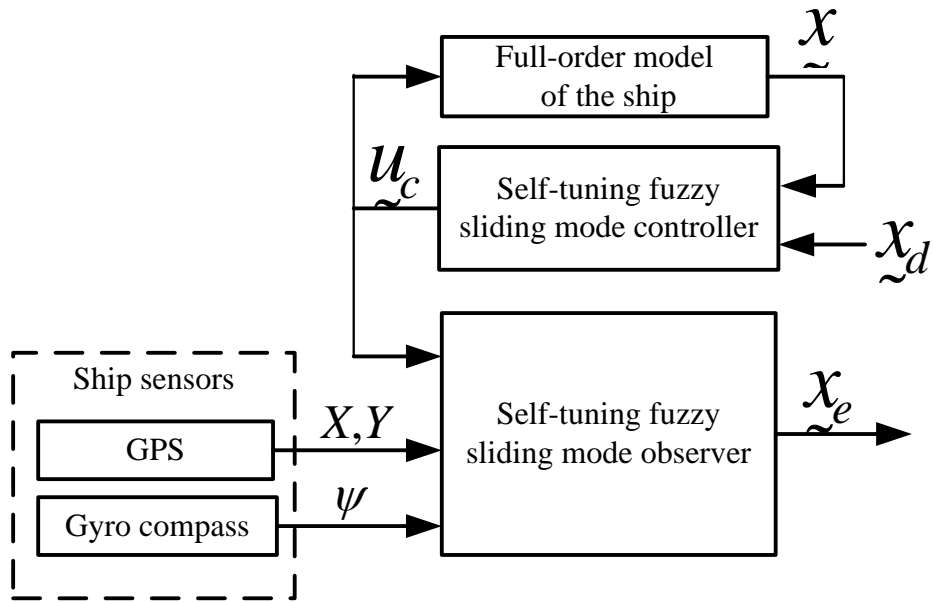 x
Full-order model
of the ship
u_c
Self-tuning fuzzy
sliding mode controller
x_d
Ship sensors
GPS
X,Y
Gyro compass
ψ
Self-tuning fuzzy
sliding mode observer
x_e